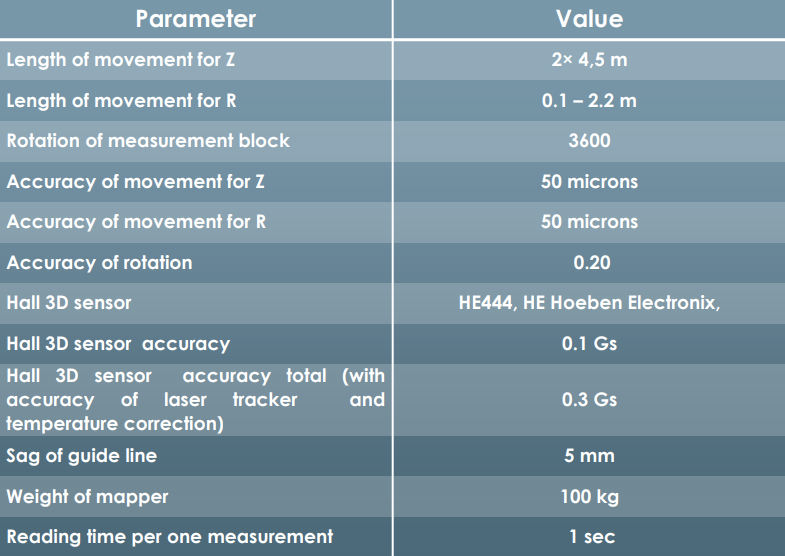 Parameter Value
Length of movement for Z 2× 4,5 m
Length of movement for R 0.1 – 2.2 m
Rotation of measurement block 3600
Accuracy of movement for Z 50 microns
Accuracy of movement for R 50 microns
Accuracy of rotation 0.20
Hall 3D sensor HE444, HE Hoeben Electronix,
Hall 3D sensor accuracy 0.1 Gs
Hall 3D sensor accuracy total (with
accuracy of laser tracker and
temperature correction) 0.3 Gs
Sag of guide line 5 mm
Weight of mapper 100 kg
Reading time per one measurement 1 sec